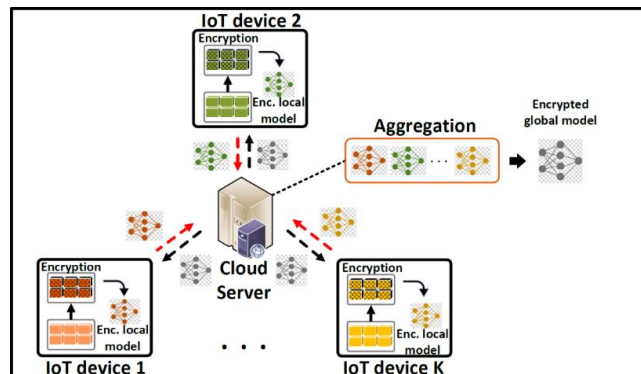 IoT device 2
Encryption
Enc. local
model
Aggregation
Encrypted
global model
. . .
Cloud
Server
Encryption
Enc. local
model
IoT device 1
. . .
Encryption
Enc. local
model
IoT device K